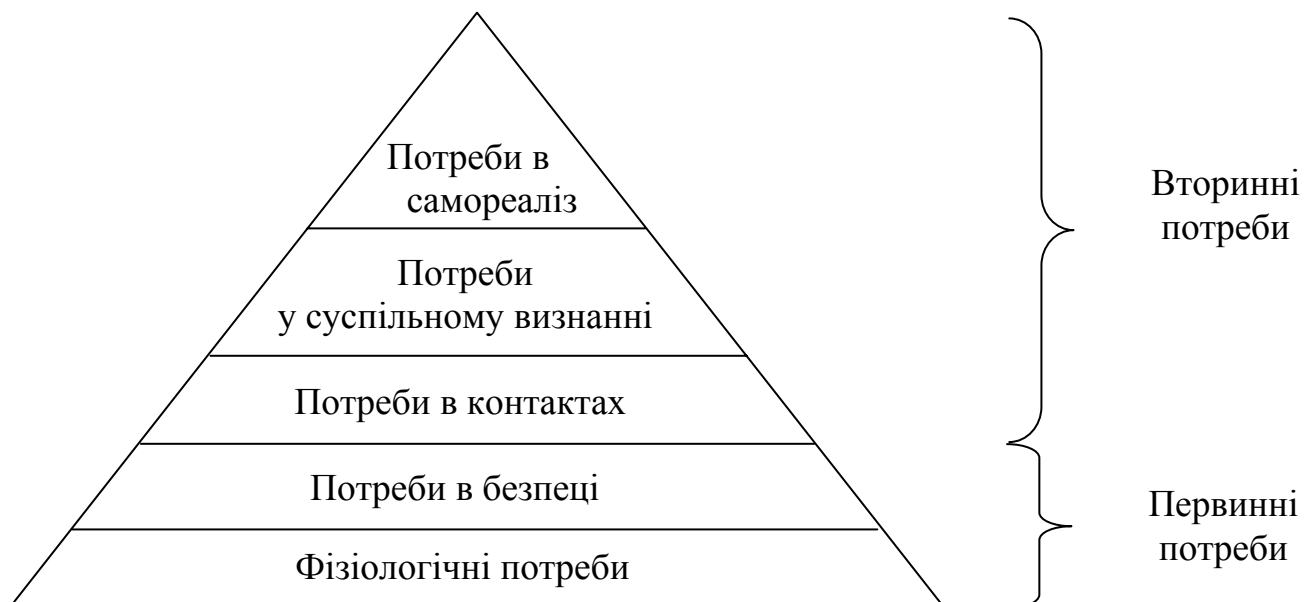 Потреби в
самореаліз
Потреби
у суспільному визнанні
Потреби в контактах
Потреби в безпеці
Фізіологічні потреби
Вторинні
потреби
Первинні
потреби